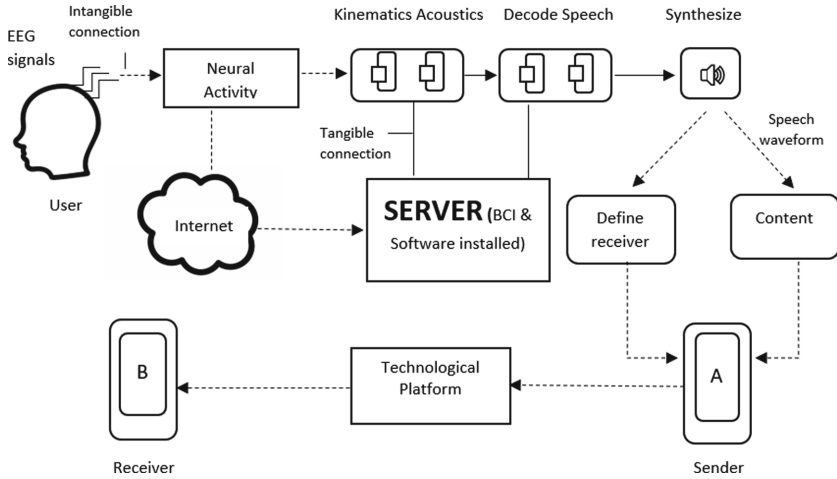 Intangible
connection
Kinematics Acoustics
Decode Speech
Synthesize
EEG
signals
Neural
Activity
Tangible
connection
Speech
waveform
User
Internet
SERVER (BCI &
Software installed)
Define
receiver
Content
B
Technological
Platform
A
Receiver
Sender